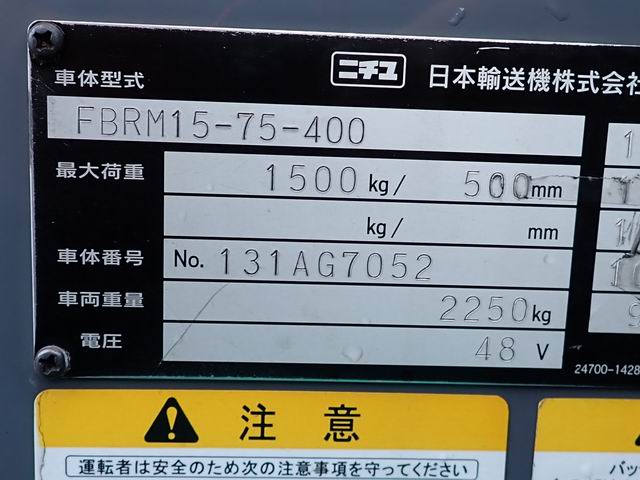 ニチユ 日本輸送機株式会社
車体型式
FBRM15-75-400
最大荷重 1500 kg/ 500 mm
kg/ mm
車体番号 No. 131AG7052
車両重量 2250 kg
電圧 48 V
24700-1428
注意
運転者は安全のため次の注意事項を守ってください
バッ